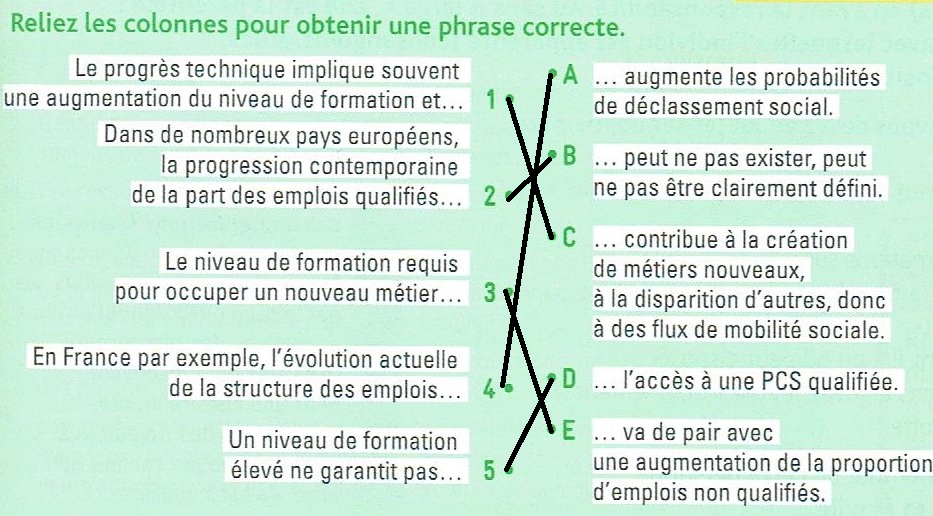 Reliez les colonnes pour obtenir une phrase correcte.
Le progrès technique implique souvent
une augmentation du niveau de formation et...
1
Dans de nombreux pays européens,
la progression contemporaine
de la part des emplois qualifiés...
2
Le niveau de formation requis
pour occuper un nouveau métier...
3
En France par exemple, l'évolution actuelle
de la structure des emplois...
4
Un niveau de formation
élevé ne garantit pas...
5
A ... augmente les probabilités
de déclassement social.
B ... peut ne pas exister, peut
ne pas être clairement défini.
C ... contribue à la création
de métiers nouveaux,
à la disparition d'autres, donc
à des flux de mobilité sociale.
D ... l'accès à une PCS qualifiée.
E ... va de pair avec
une augmentation de la proportion
d'emplois non qualifiés.